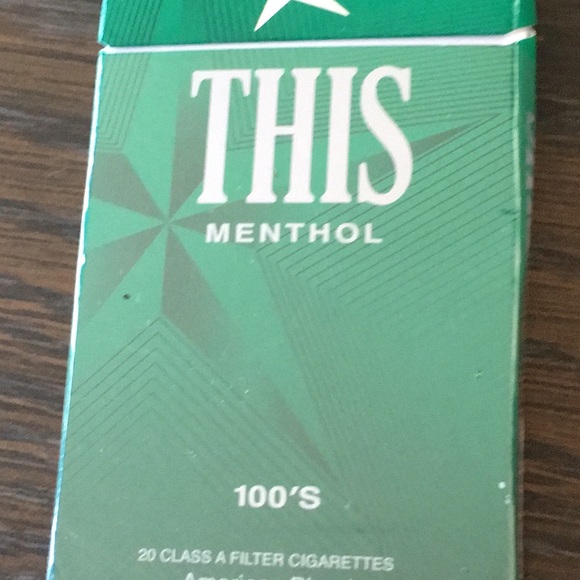 THIS
MENTHOL
100'S
20 CLASS A FILTER CIGARETTES